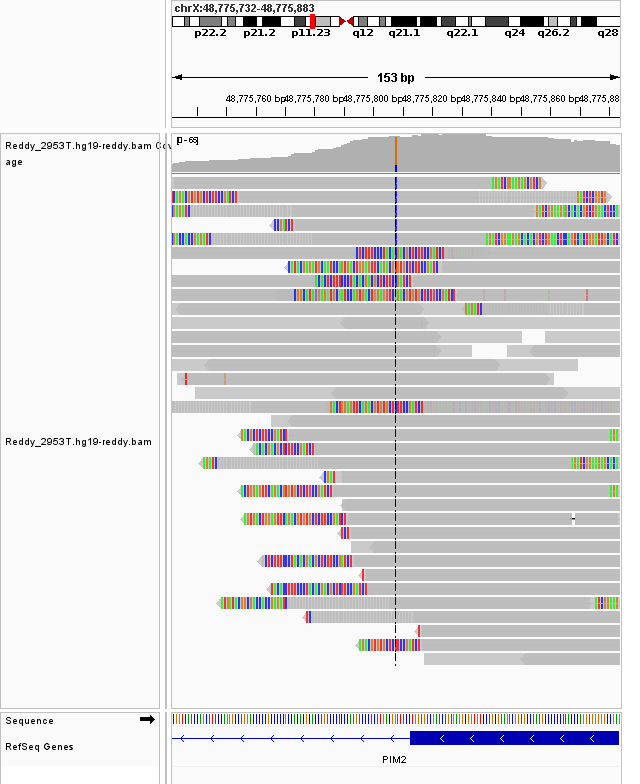 chrX:48,775,732-48,775,883
p22.2 p21.2 p11.23 q12 q21.1 q22.1 q24 q26.2 q28
153 bp
48,775,760 bp 48,775,780 bp 48,775,800 bp 48,775,820 bp 48,775,840 bp 48,775,860 bp 48,775,88
Reddy_2953T.hg19-reddy.bam Cov
age
[0-69]
Reddy_2953T.hg19-reddy.bam
Sequence
RefSeq Genes
PIM2